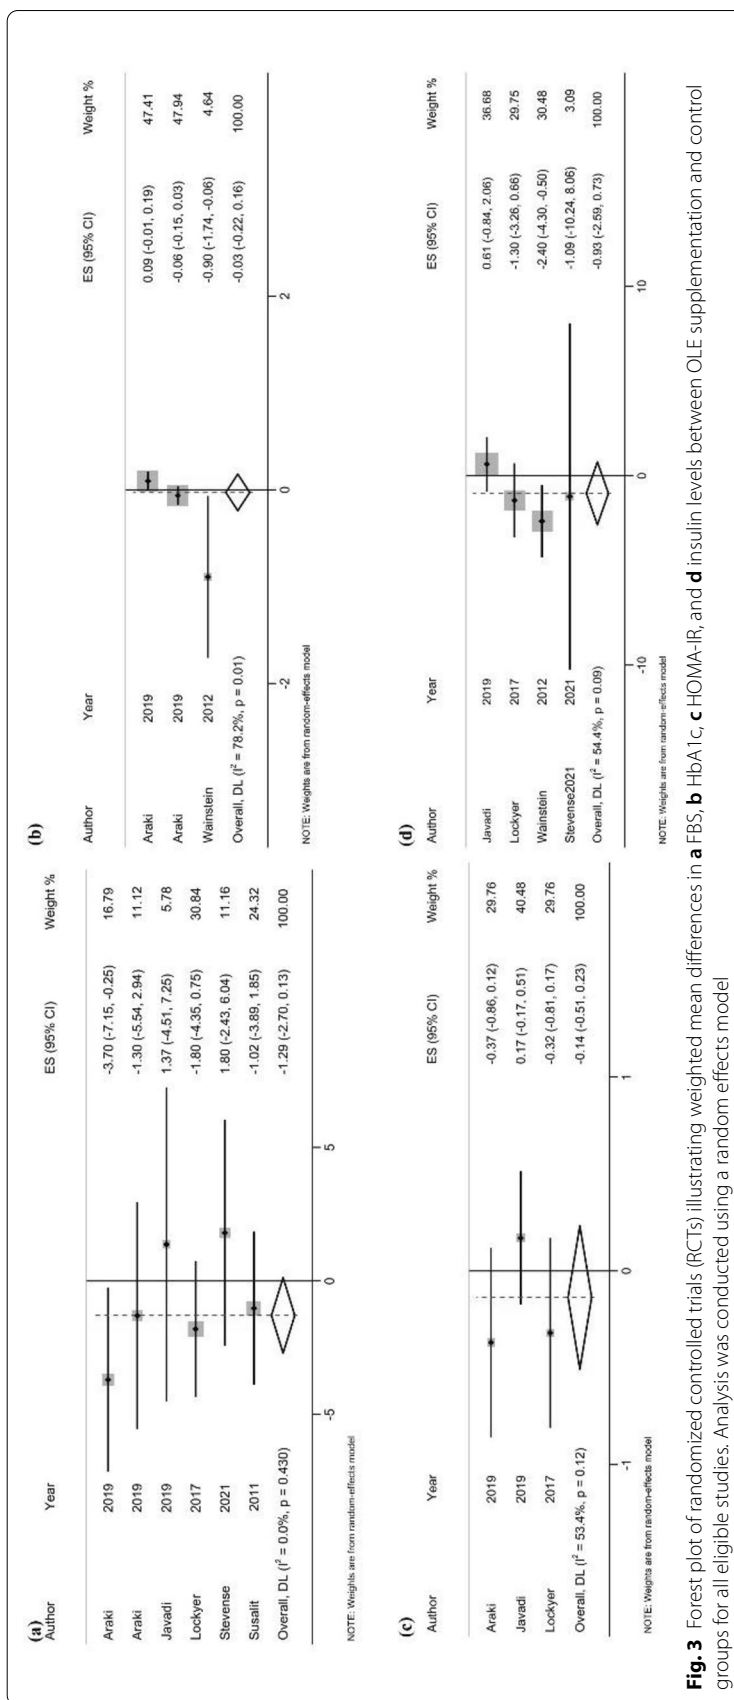 (a)
Author Year ES (95% CI) Weight %
Araki 2019 -3.70 (-7.15, -0.25) 16.79
Araki 2019 -1.30 (-5.54, 2.94) 11.12
Javadi 2019 1.37 (-4.51, 7.25) 5.78
Lockyer 2017 -1.80 (-4.35, 0.75) 30.84
Stevense 2021 1.80 (-2.43, 6.04) 11.16
Susalit 2011 -1.02 (-3.89, 1.85) 24.32
Overall, DL (I² = 0.0%, p = 0.430) -1.29 (-2.70, 0.13) 100.00
-5 0 5
NOTE: Weights are from random-effects model
(b)
Author Year ES (95% CI) Weight %
Araki 2019 0.09 (-0.01, 0.19) 47.41
Araki 2019 -0.06 (-0.15, 0.03) 47.94
Wainstein 2012 -0.90 (-1.74, -0.06) 4.64
Overall, DL (I² = 78.2%, p = 0.01) -0.03 (-0.22, 0.16) 100.00
-2 0 2
NOTE: Weights are from random-effects model
(c)
Author Year ES (95% CI) Weight %
Araki 2019 -0.37 (-0.86, 0.12) 29.76
Javadi 2019 0.17 (-0.17, 0.51) 40.48
Lockyer 2017 -0.32 (-0.81, 0.17) 29.76
Overall, DL (I² = 53.4%, p = 0.12) -0.14 (-0.51, 0.23) 100.00
-1 0 1
NOTE: Weights are from random-effects model
(d)
Author Year ES (95% CI) Weight %
Javadi 2019 0.61 (-0.84, 2.06) 36.68
Lockyer 2017 -1.30 (-3.26, 0.66) 29.75
Wainstein 2012 -2.40 (-4.30, -0.50) 30.48
Stevense2021 2021 -1.09 (-10.24, 8.06) 3.09
Overall, DL (I² = 54.4%, p = 0.09) -0.93 (-2.59, 0.73) 100.00
-10 0 10
NOTE: Weights are from random-effects model
Fig. 3 Forest plot of randomized controlled trials (RCTs) illustrating weighted mean differences in a FBS, b HbA1c, c HOMA-IR, and d insulin levels between OLE supplementation and control
groups for all eligible studies. Analysis was conducted using a random effects model